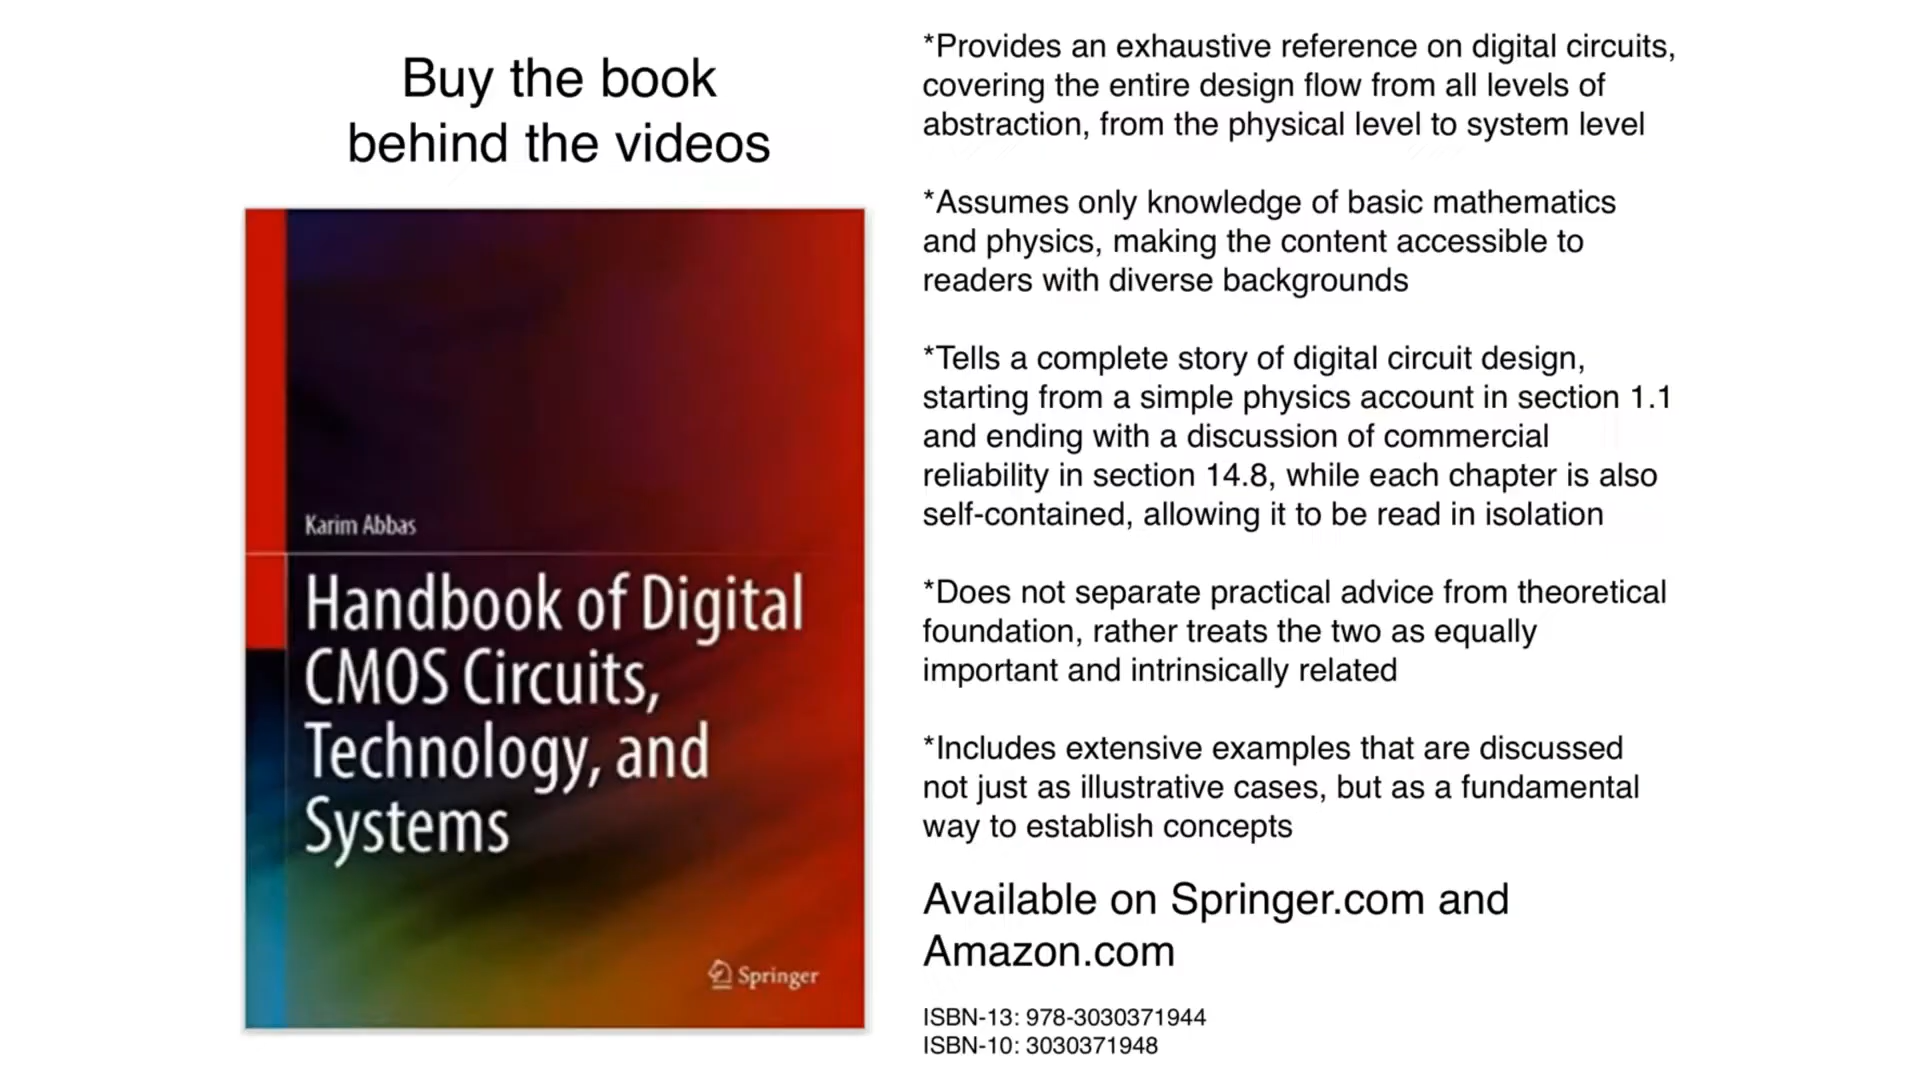 Buy the book
behind the videos
Karim Abbas
Handbook of Digital
CMOS Circuits,
Technology, and
Systems
Springer
*Provides an exhaustive reference on digital circuits,
covering the entire design flow from all levels of
abstraction, from the physical level to system level
*Assumes only knowledge of basic mathematics
and physics, making the content accessible to
readers with diverse backgrounds
*Tells a complete story of digital circuit design,
starting from a simple physics account in section 1.1
and ending with a discussion of commercial
reliability in section 14.8, while each chapter is also
self-contained, allowing it to be read in isolation
*Does not separate practical advice from theoretical
foundation, rather treats the two as equally
important and intrinsically related
*Includes extensive examples that are discussed
not just as illustrative cases, but as a fundamental
way to establish concepts
Available on Springer.com and
Amazon.com
ISBN-13: 978-3030371944
ISBN-10: 3030371948